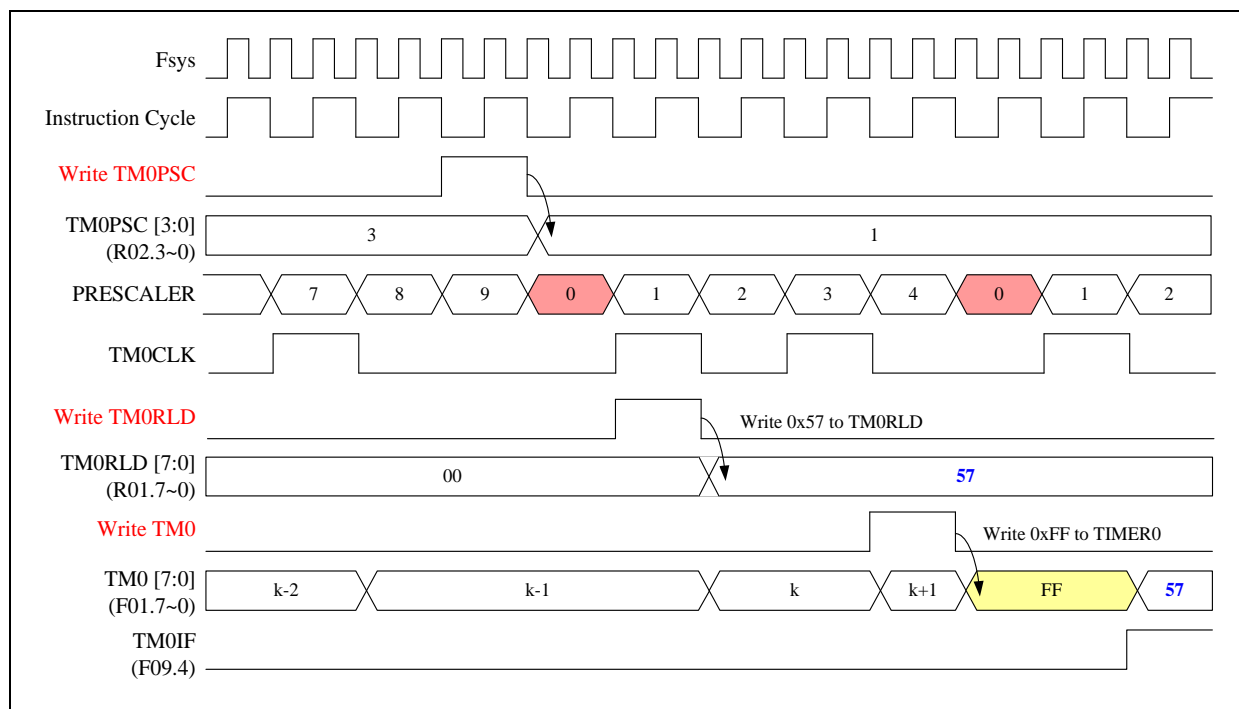 Fsys
Instruction Cycle
Write TM0PSC
TM0PSC [3:0]
(R02.3~0)
3 1
PRESCALER
7 8 9 0 1 2 3 4 0 1 2
TM0CLK
Write TM0RLD
Write 0x57 to TM0RLD
TM0RLD [7:0]
(R01.7~0)
00 57
Write TM0
Write 0xFF to TIMER0
TM0 [7:0]
(F01.7~0)
k-2 k-1 k k+1 FF 57
TM0IF
(F09.4)